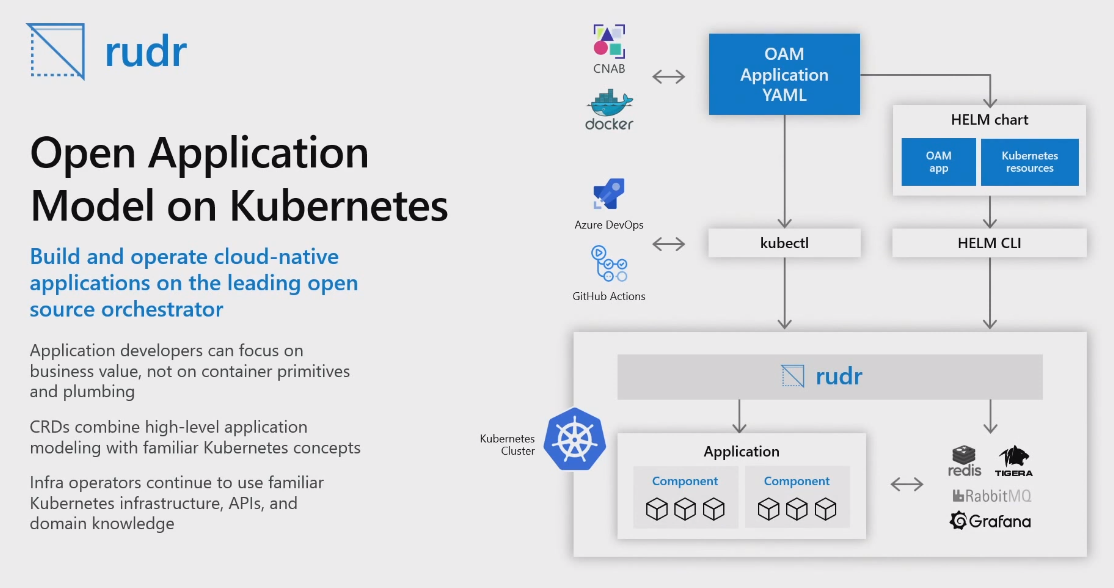 rudr
Open Application
Model on Kubernetes
Build and operate cloud-native
applications on the leading open
source orchestrator
Application developers can focus on
business value, not on container primitives
and plumbing
CRDs combine high-level application
modeling with familiar Kubernetes concepts
Infra operators continue to use familiar
Kubernetes infrastructure, APIs, and
domain knowledge
CNAB
docker
OAM
Application
YAML
HELM chart
OAM
app
Kubernetes
resources
Azure DevOps
GitHub Actions
kubectl
HELM CLI
rudr
Kubernetes
Cluster
Application
Component
Component
redis
TIGERA
RabbitMQ
Grafana